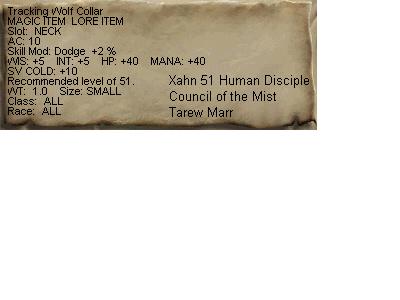 Tracking Wolf Collar
MAGIC ITEM LORE ITEM
Slot: NECK
AC: 10
Skill Mod: Dodge +2 %
WIS: +5 INT: +5 HP: +40 MANA: +40
SV COLD: +10
Recommended level of 51.
WT: 1.0 Size: SMALL
Class: ALL
Race: ALL
Xahn 51 Human Disciple
Council of the Mist
Tarew Marr